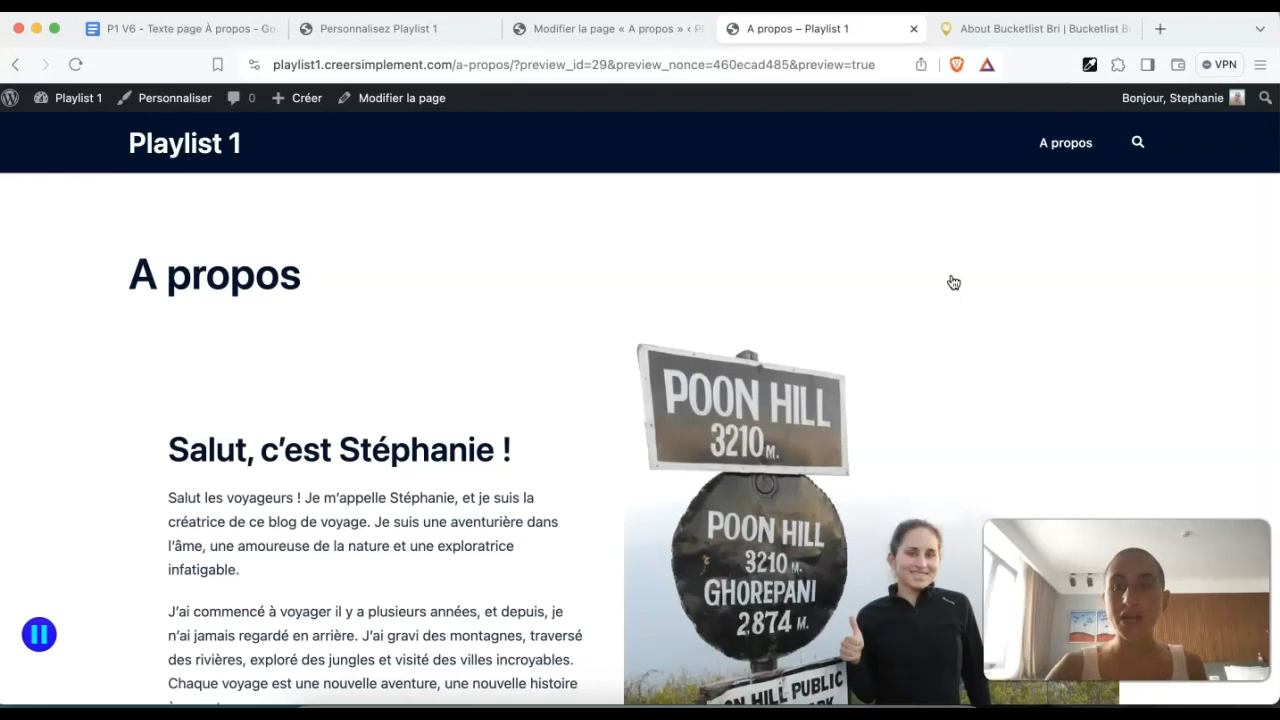 P1 V6 - Texte page À propos - Go
Personnalisez Playlist 1
Modifier la page « A propos » ‹ Pl
A propos – Playlist 1
About Bucketlist Bri | Bucketlist B
playlist1.creersimplement.com/a-propos/?preview_id=29&preview_nonce=460ecad485&preview=true
VPN
Playlist 1
Personnaliser
0
Créer
Modifier la page
Bonjour, Stephanie
Playlist 1
A propos
A propos
POON HILL
3210 M.
Salut, c’est Stéphanie !
Salut les voyageurs ! Je m’appelle Stéphanie, et je suis la
créatrice de ce blog de voyage. Je suis une aventurière dans
l’âme, une amoureuse de la nature et une exploratrice
infatigable.
J’ai commencé à voyager il y a plusieurs années, et depuis, je
n’ai jamais regardé en arrière. J’ai gravi des montagnes, traversé
des rivières, exploré des jungles et visité des villes incroyables.
Chaque voyage est une nouvelle aventure, une nouvelle histoire
POON HILL
3210 M.
GHOREPANI
2874 M.
ON HILL PUBLIC